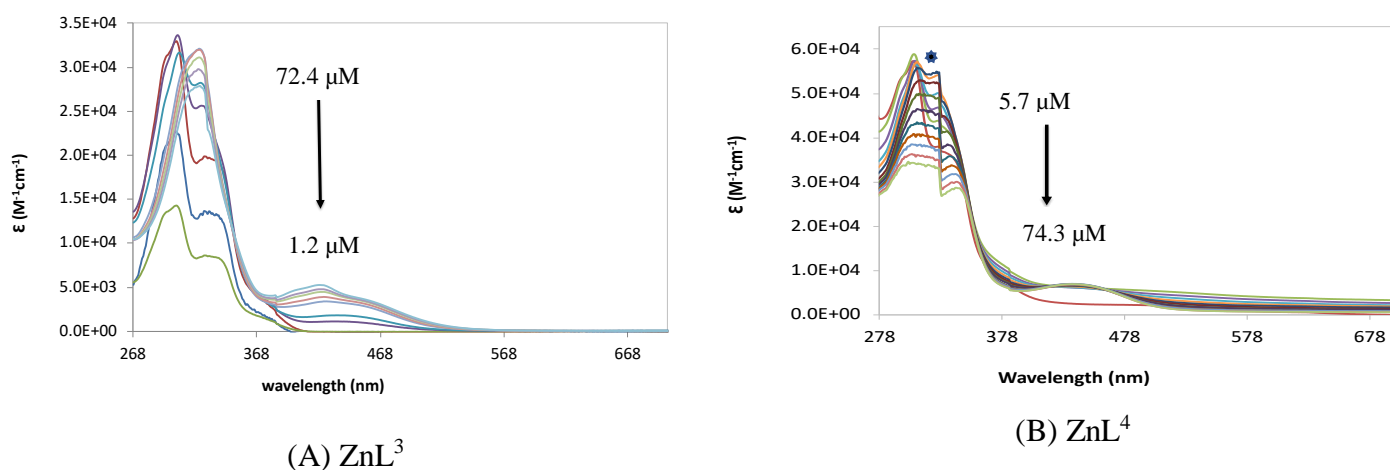 3.5E+04
3.0E+04
2.5E+04
2.0E+04
1.5E+04
1.0E+04
5.0E+03
0.0E+00
ε (M⁻¹cm⁻¹)
72.4 μM
1.2 μM
268 368 468 568 668
wavelength (nm)
(A) ZnL³
6.0E+04
5.0E+04
4.0E+04
3.0E+04
2.0E+04
1.0E+04
0.0E+00
ε (M⁻¹cm⁻¹)
5.7 μM
74.3 μM
278 378 478 578 678
Wavelength (nm)
(B) ZnL⁴